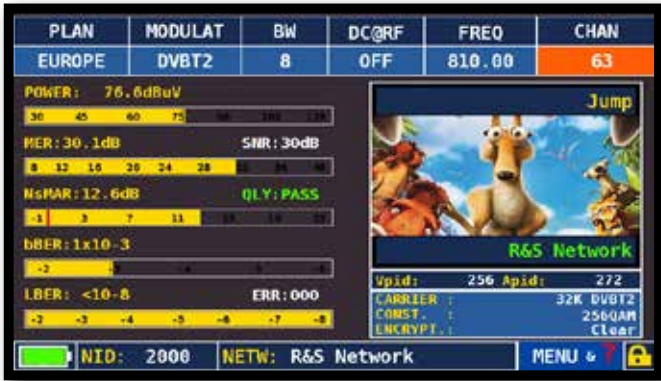 PLAN MODULAT BW DC@RF FREQ CHAN
EUROPE DVBT2 8 OFF 810.00 63
POWER: 76.6dBuV
30 45 60 75
MER:30.1dB SNR:30dB
8 12 16 20 24 28
NsMAR:12.6dB QLY:PASS
-1 3 7 11
bBER:1x10-3
-2
LBER: <10-8 ERR:000
-2 -3 -4 -5 -6 -7 -8
Jump
R&S Network
Vpid: 256 Apid: 272
CARRIER : 32K DVBT2
CONST. : 256QAM
ENCRYPT.: Clear
NID: 2000 NETW: R&S Network MENU & ?